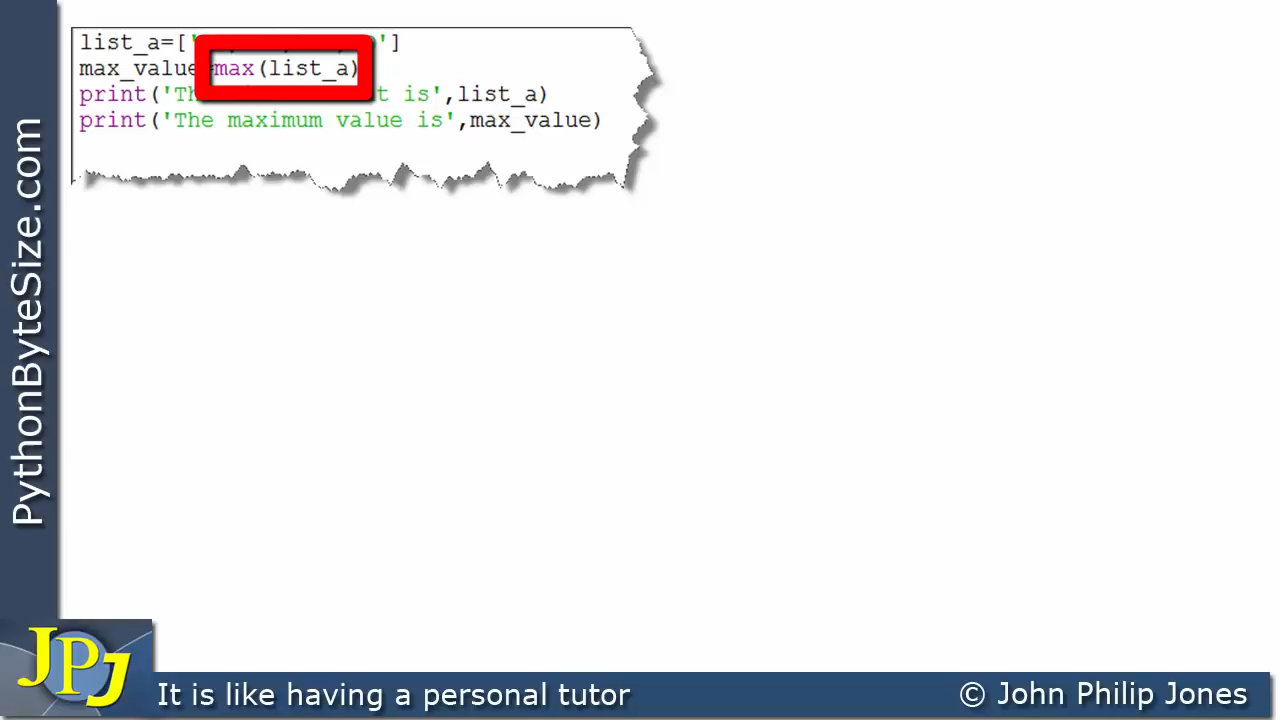 list_a=[' ']
max_value=max(list_a)
print('Th t is',list_a)
print('The maximum value is',max_value)
PythonByteSize.com
JPJ
It is like having a personal tutor
© John Philip Jones